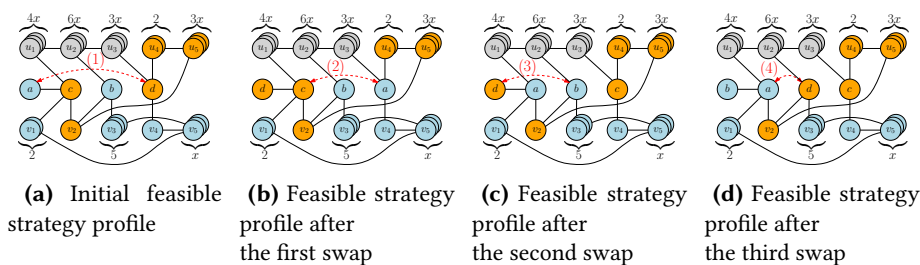 4x 6x 3x 2 3x
u1 u2 u3 u4 u5
(1)
a c b d
v1 v2 v3 v4 v5
2 5 x
(a) Initial feasible
strategy profile
4x 6x 3x 2 3x
u1 u2 u3 u4 u5
(2)
d c b a
v1 v2 v3 v4 v5
2 5 x
(b) Feasible strategy
profile after
the first swap
4x 6x 3x 2 3x
u1 u2 u3 u4 u5
(3)
d a b c
v1 v2 v3 v4 v5
2 5 x
(c) Feasible strategy
profile after
the second swap
4x 6x 3x 2 3x
u1 u2 u3 u4 u5
(4)
b a d c
v1 v2 v3 v4 v5
2 5 x
(d) Feasible strategy
profile after
the third swap